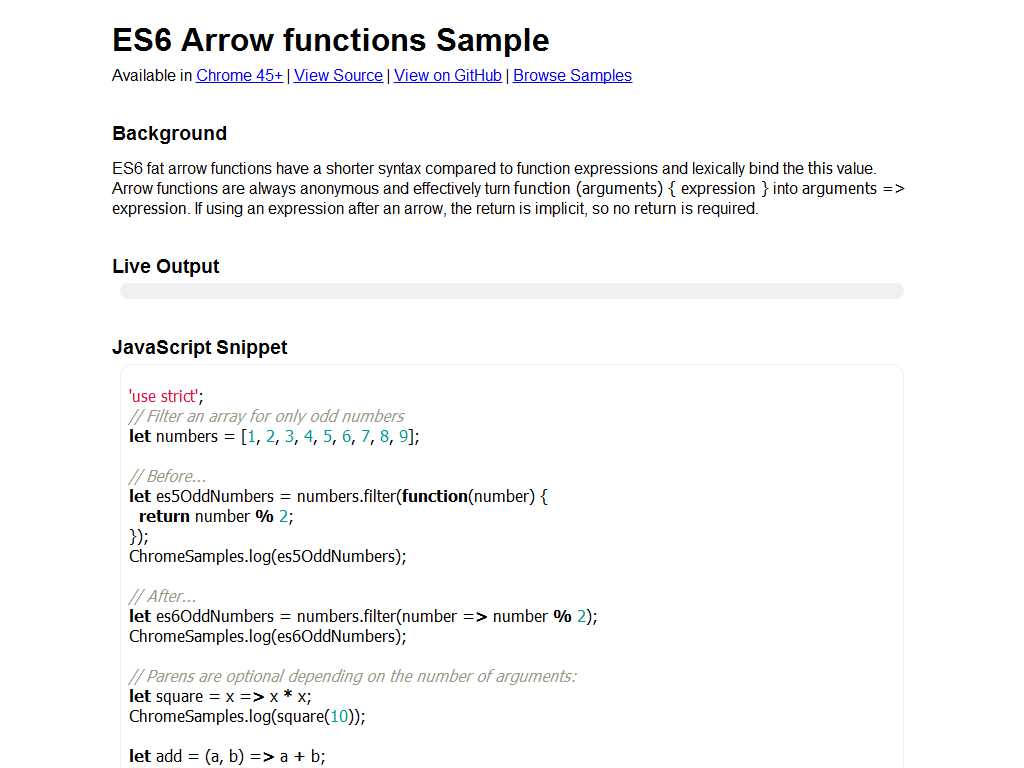 ES6 Arrow functions Sample
Available in Chrome 45+ | View Source | View on GitHub | Browse Samples
Background
ES6 fat arrow functions have a shorter syntax compared to function expressions and lexically bind the this value.
Arrow functions are always anonymous and effectively turn function (arguments) { expression } into arguments =>
expression. If using an expression after an arrow, the return is implicit, so no return is required.
Live Output
JavaScript Snippet
'use strict';
// Filter an array for only odd numbers
let numbers = [1, 2, 3, 4, 5, 6, 7, 8, 9];
// Before...
let es5OddNumbers = numbers.filter(function(number) {
  return number % 2;
});
ChromeSamples.log(es5OddNumbers);
// After...
let es6OddNumbers = numbers.filter(number => number % 2);
ChromeSamples.log(es6OddNumbers);
// Parens are optional depending on the number of arguments:
let square = x => x * x;
ChromeSamples.log(square(10));
let add = (a, b) => a + b;